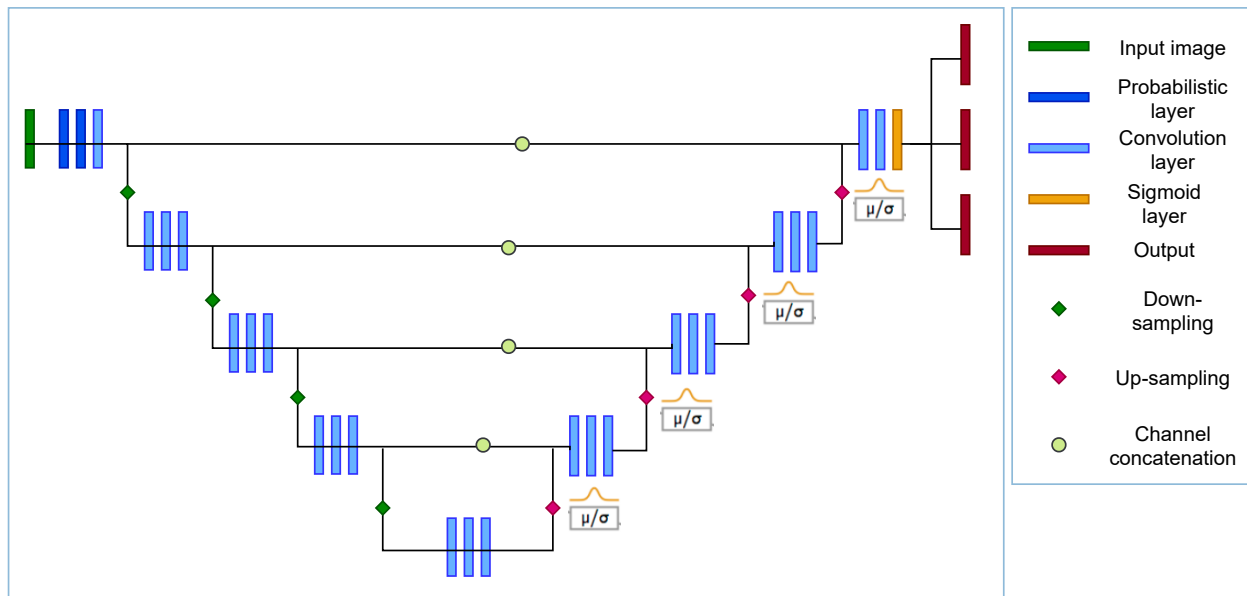 Input image
Probabilistic
layer
Convolution
layer
Sigmoid
layer
Output
Down-
sampling
Up-sampling
Channel
concatenation
μ/σ
μ/σ
μ/σ
μ/σ